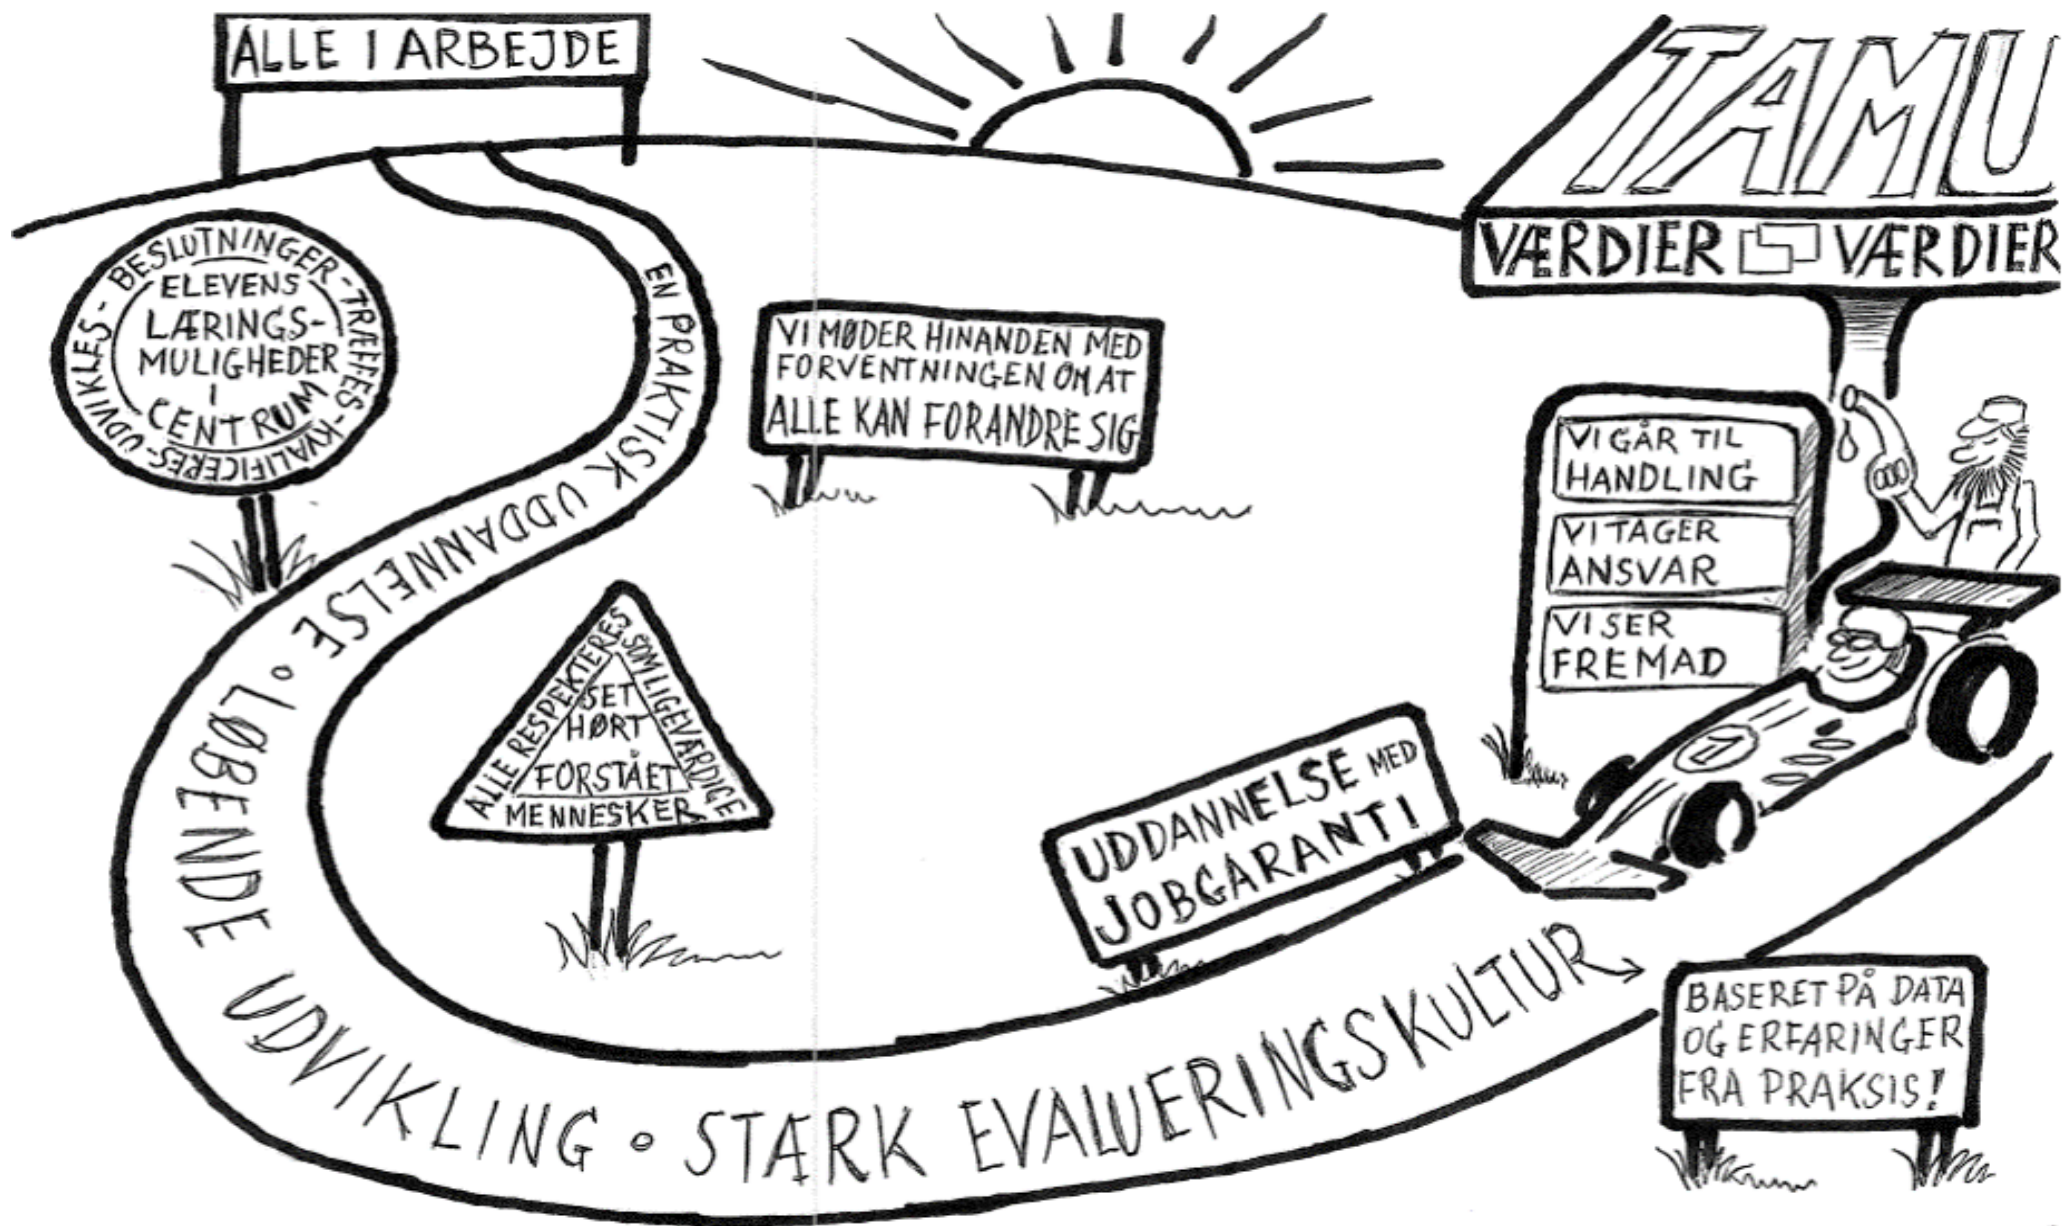 ALLE I ARBEJDE
TAMU
VÆRDIER VÆRDIER
BESLUTNINGER - TRÆFFES - KVALIFICERES - UDVIKLES -
ELEVENS
LÆRINGS-
MULIGHEDER
I
CENTRUM
VI MØDER HINANDEN MED
FORVENTNINGEN OM AT
ALLE KAN FORANDRE SIG
VI GÅR TIL
HANDLING
VI TAGER
ANSVAR
VI SER
FREMAD
ALLE RESPEKTERES
SOM LIGEVÆRDIGE
MENNESKER
SET
HØRT
FORSTÅET
UDDANNELSE MED
JOBGARANTI
EN PRAKTISK UDDANNELSE • LØBENDE UDVIKLING • STÆRK EVALUERINGSKULTUR
BASERET PÅ DATA
OG ERFARINGER
FRA PRAKSIS!